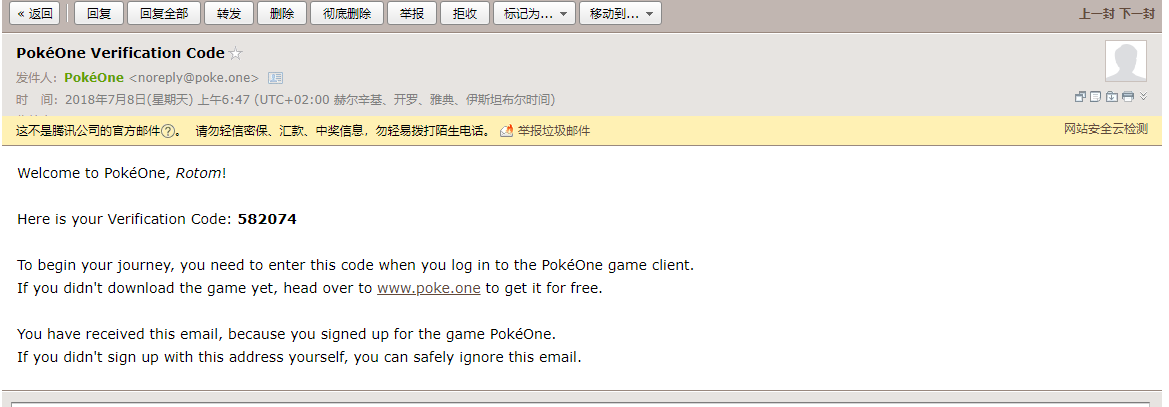 « 返回 回复 回复全部 转发 删除 彻底删除 举报 拒收 标记为... 移动到... 上一封 下一封
PokéOne Verification Code
发件人: PokéOne <noreply@poke.one>
时 间: 2018年7月8日(星期天) 上午6:47 (UTC+02:00 赫尔辛基、开罗、雅典、伊斯坦布尔时间)
这不是腾讯公司的官方邮件?。 请勿轻信密保、汇款、中奖信息，勿轻易拨打陌生电话。 举报垃圾邮件 网站安全云检测
Welcome to PokéOne, Rotom!
Here is your Verification Code: 582074
To begin your journey, you need to enter this code when you log in to the PokéOne game client.
If you didn't download the game yet, head over to www.poke.one to get it for free.
You have received this email, because you signed up for the game PokéOne.
If you didn't sign up with this address yourself, you can safely ignore this email.